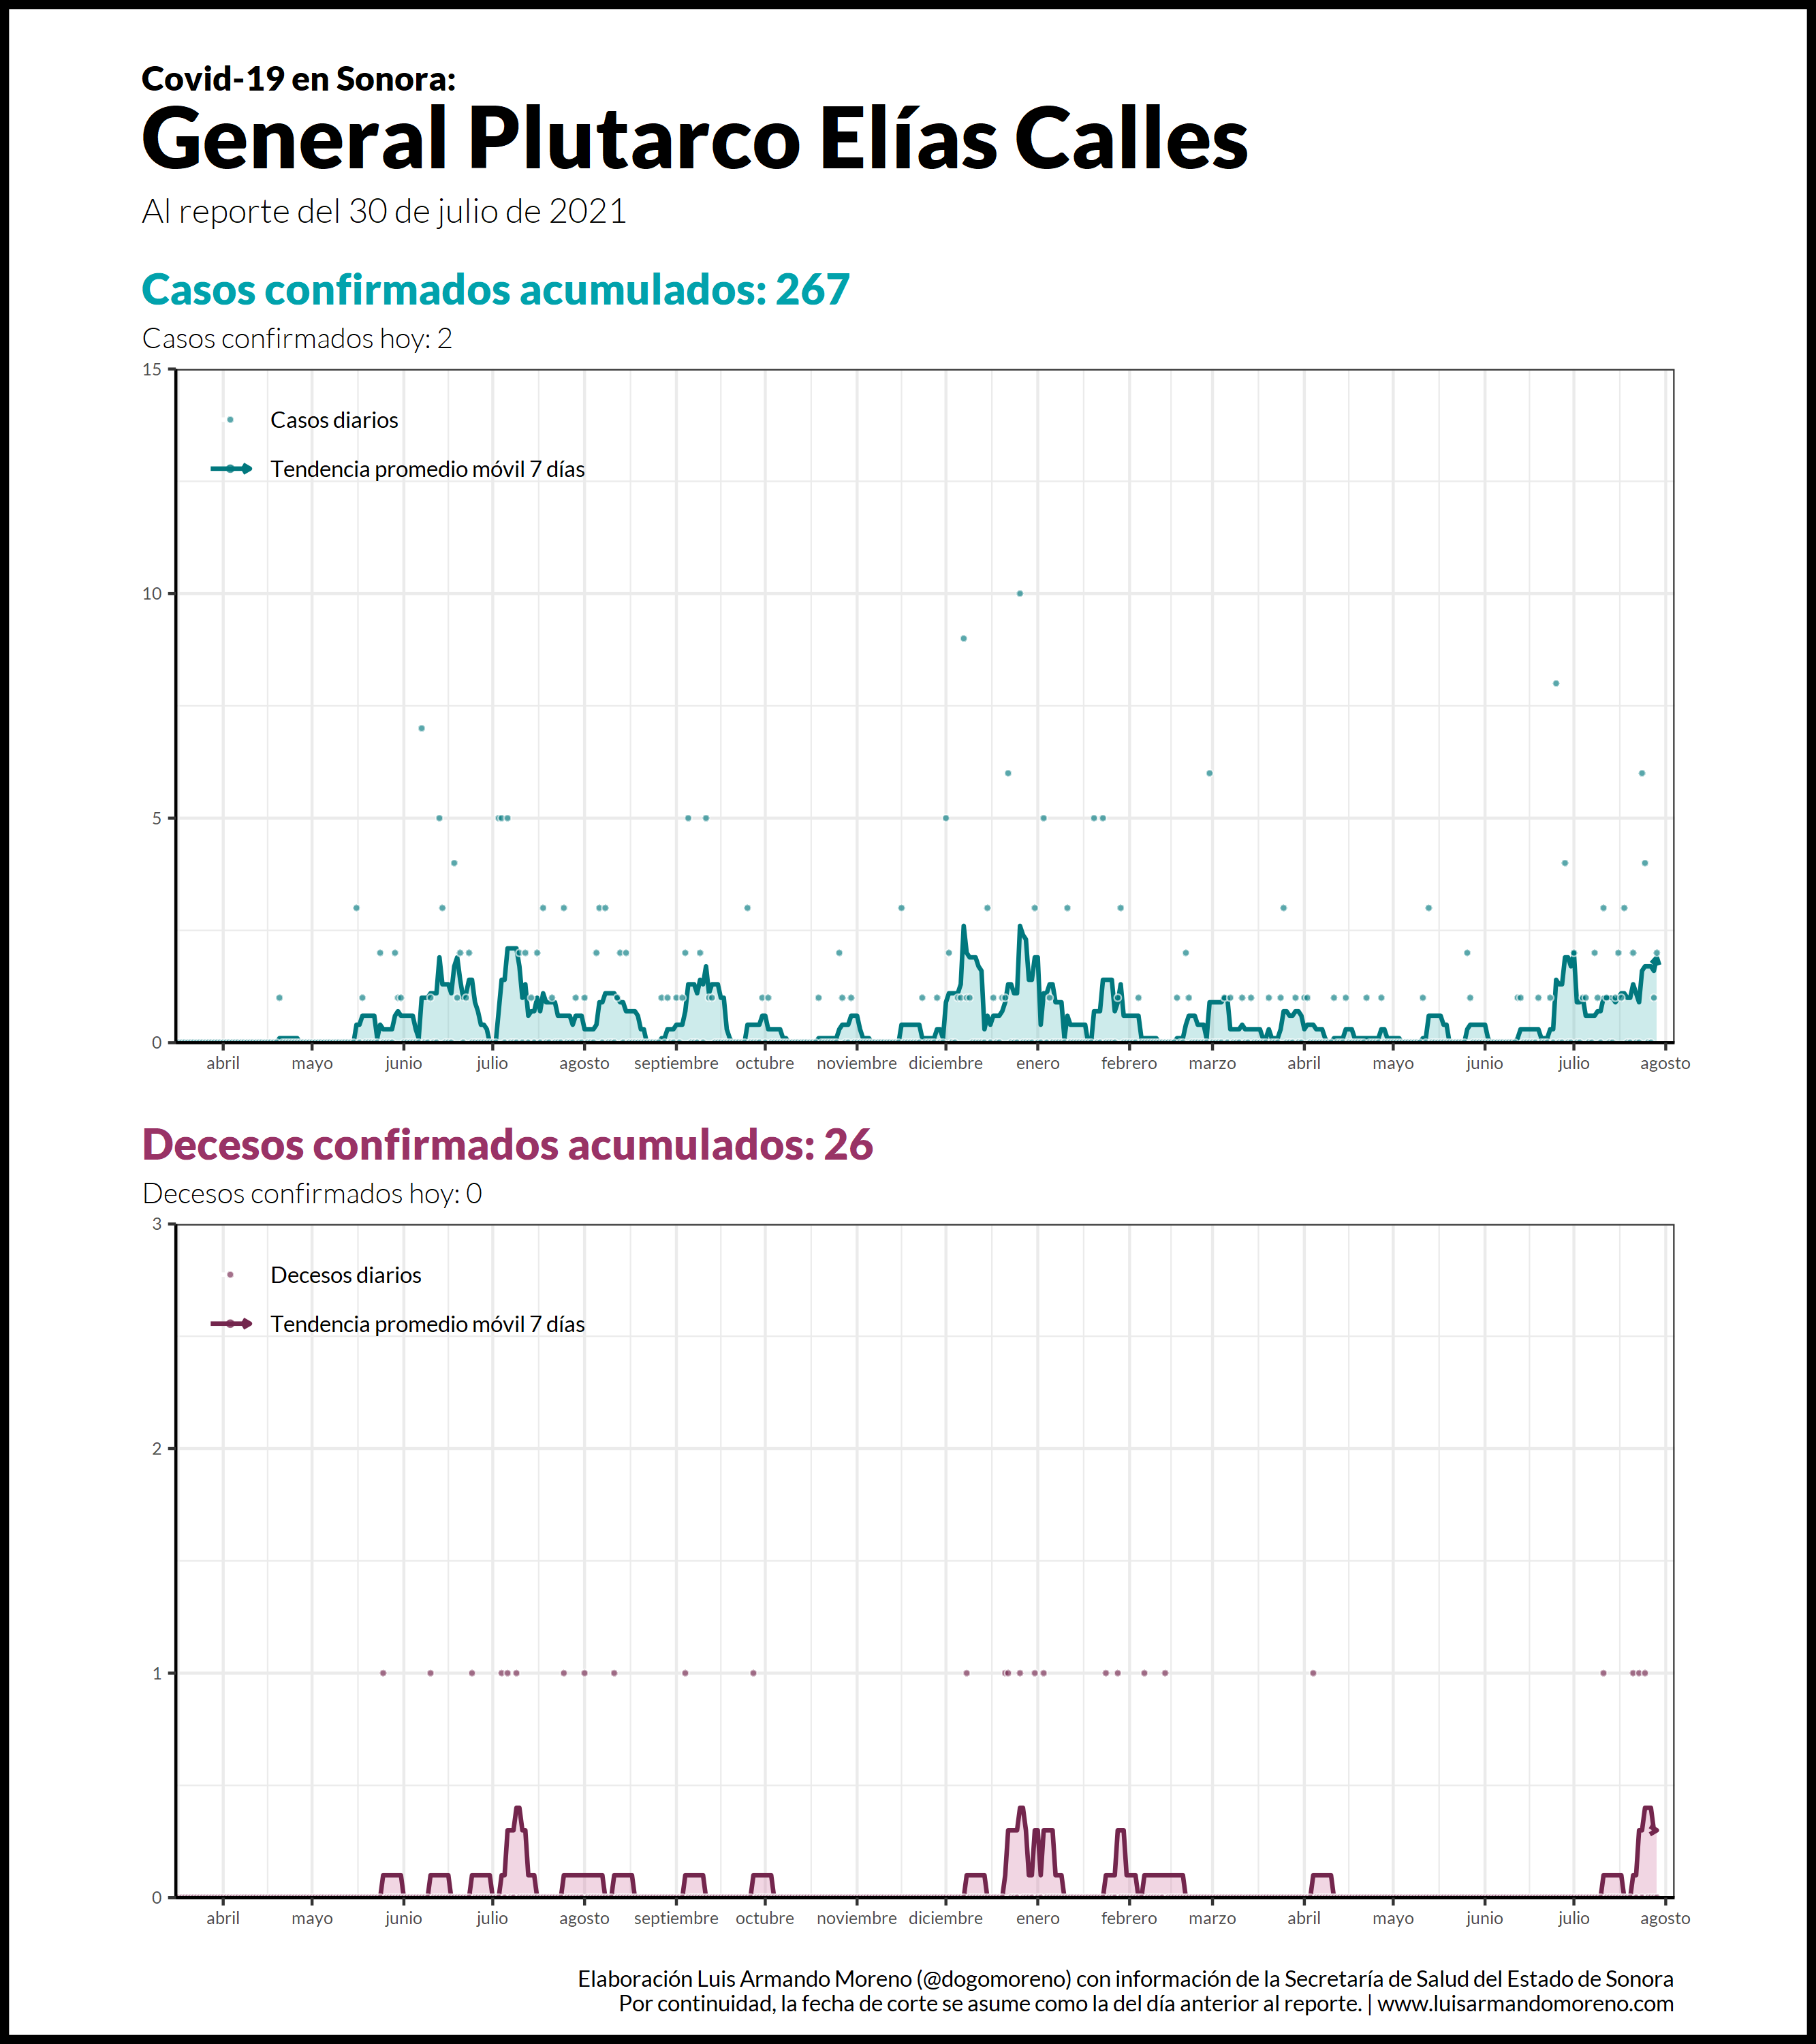 Covid-19 en Sonora:
General Plutarco Elías Calles
Al reporte del 30 de julio de 2021
Casos confirmados acumulados: 267
Casos confirmados hoy: 2
15
Casos diarios
Tendencia promedio móvil 7 días
10
5
0
abril mayo junio julio agosto septiembre octubre noviembre diciembre enero febrero marzo abril mayo junio julio agosto
Decesos confirmados acumulados: 26
Decesos confirmados hoy: 0
3
Decesos diarios
Tendencia promedio móvil 7 días
2
1
0
abril mayo junio julio agosto septiembre octubre noviembre diciembre enero febrero marzo abril mayo junio julio agosto
Elaboración Luis Armando Moreno (@dogomoreno) con información de la Secretaría de Salud del Estado de Sonora
Por continuidad, la fecha de corte se asume como la del día anterior al reporte. | www.luisarmandomoreno.com